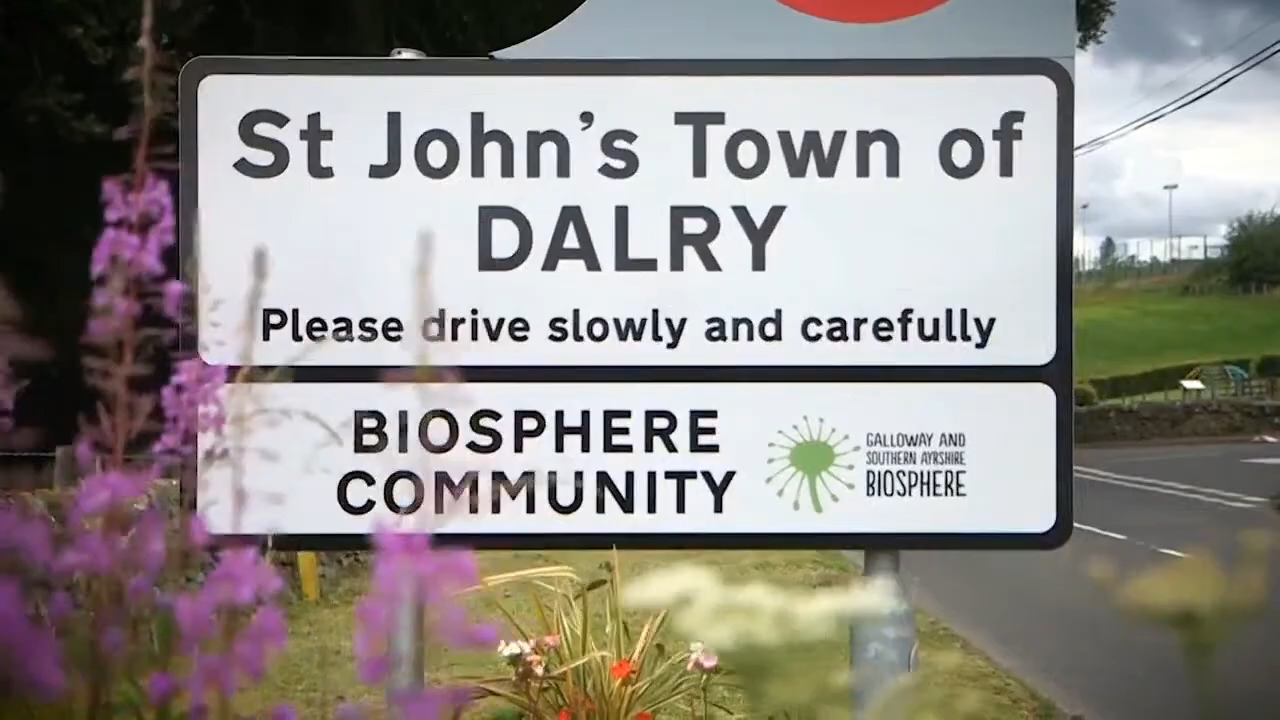 St John's Town of
DALRY
Please drive slowly and carefully
BIOSPHERE
COMMUNITY
GALLOWAY AND
SOUTHERN AYRSHIRE
BIOSPHERE